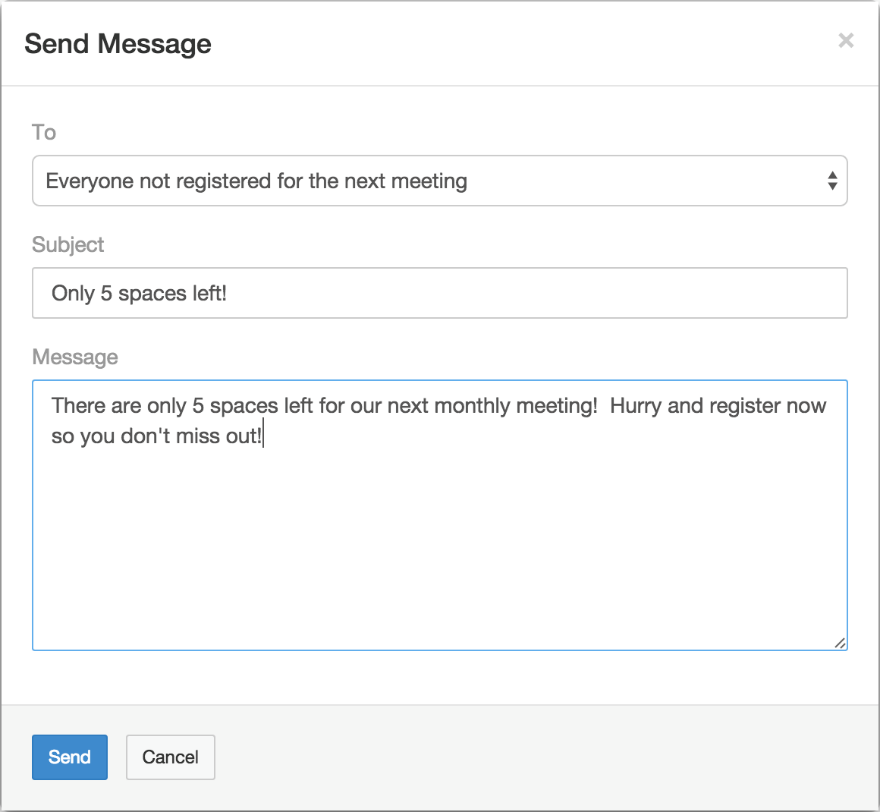 Send Message
×
To
Everyone not registered for the next meeting
Subject
Only 5 spaces left!
Message
There are only 5 spaces left for our next monthly meeting!  Hurry and register now
so you don't miss out!
Send Cancel